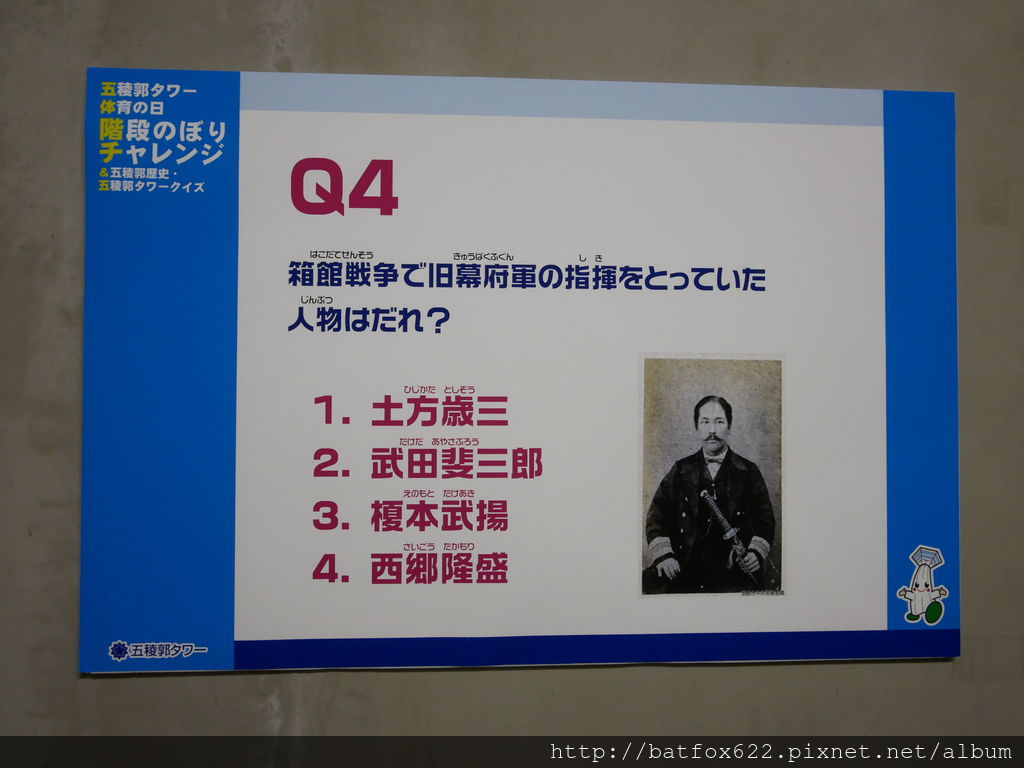 五稜郭タワー
体育の日
階段のぼり
チャレンジ
&五稜郭歴史・
五稜郭タワークイズ
Q4
はこだてせんそう きゅうばくふぐん しき
箱館戦争で旧幕府軍の指揮をとっていた
じんぶつ
人物はだれ?
ひじかた としぞう
1. 土方歳三
たけだ あやさぶろう
2. 武田斐三郎
えのもと たけあき
3. 榎本武揚
さいごう たかもり
4. 西郷隆盛
五稜郭タワー
http://batfox622.pixnet.net/album